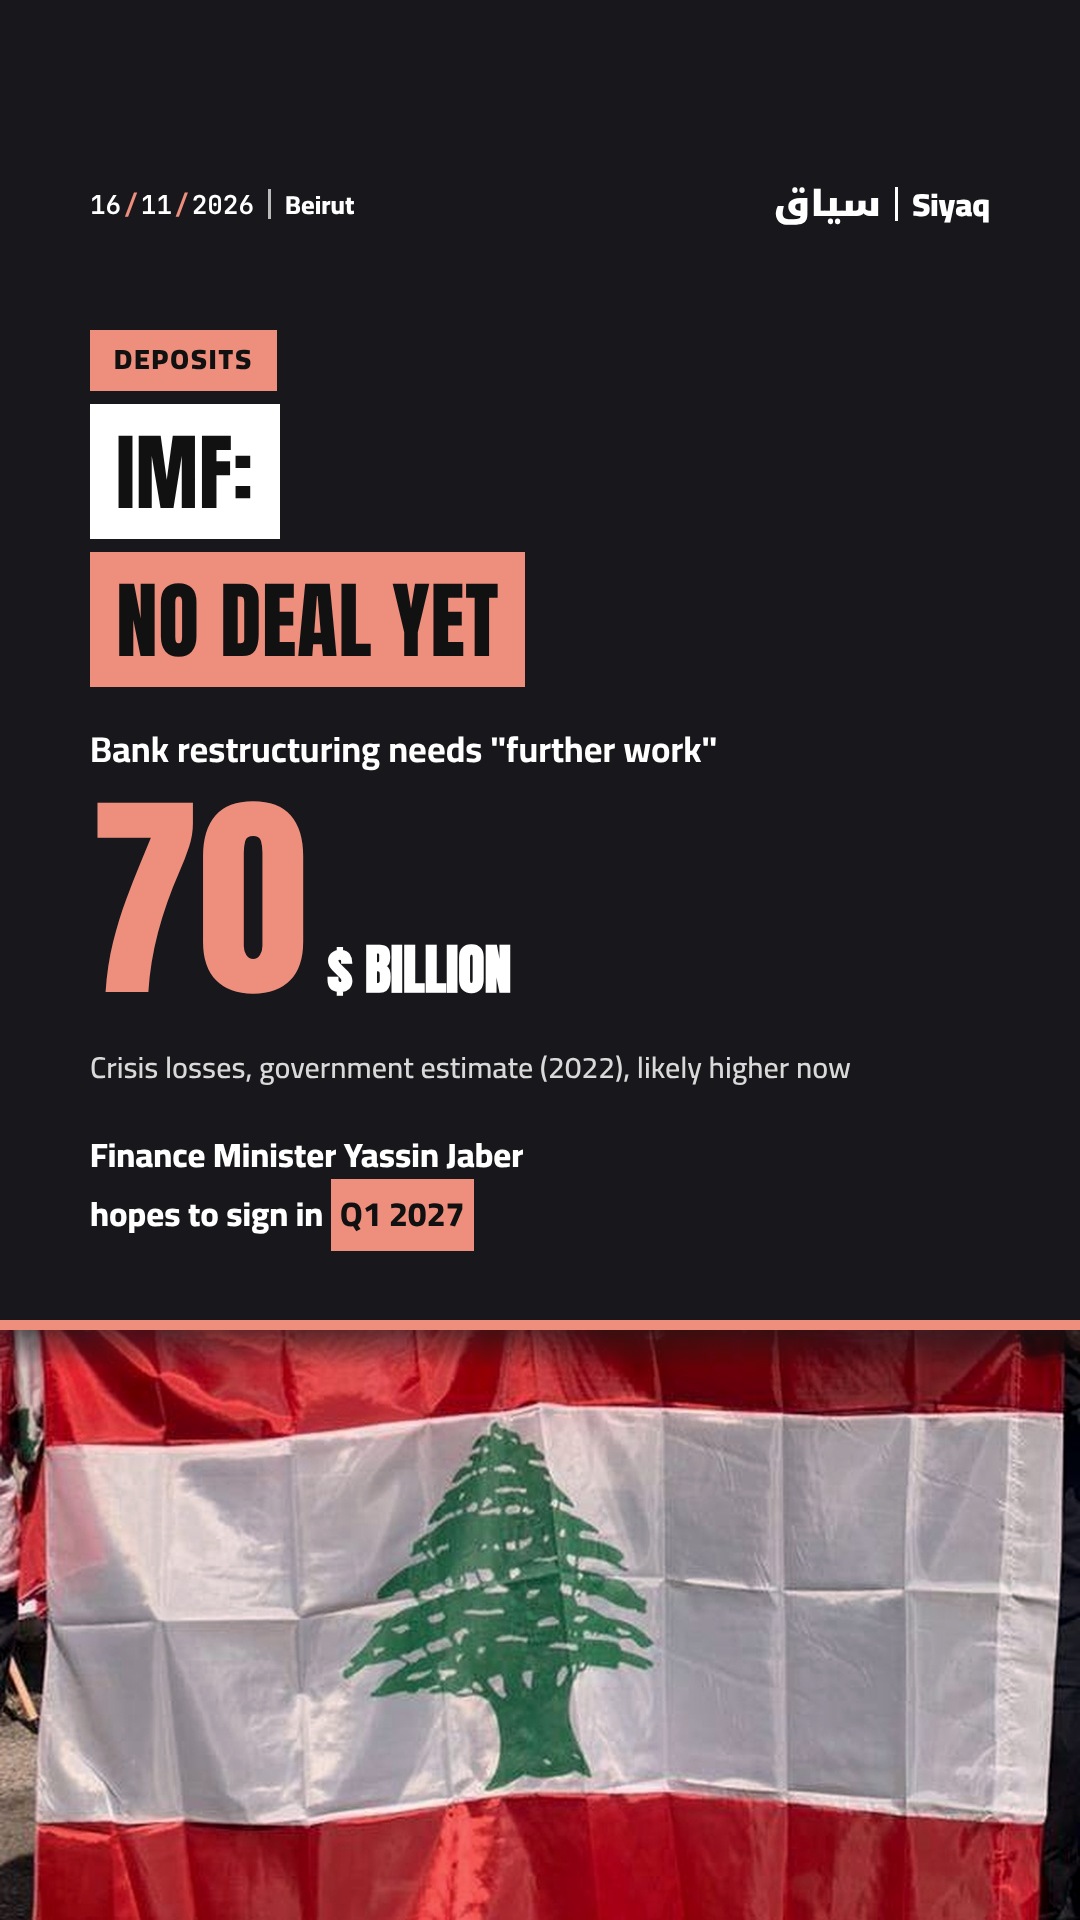 16/11/2026 | Beirut
سياق | Siyaq
DEPOSITS
IMF:
NO DEAL YET
Bank restructuring needs "further work"
70 $ BILLION
Crisis losses, government estimate (2022), likely higher now
Finance Minister Yassin Jaber
hopes to sign in Q1 2027